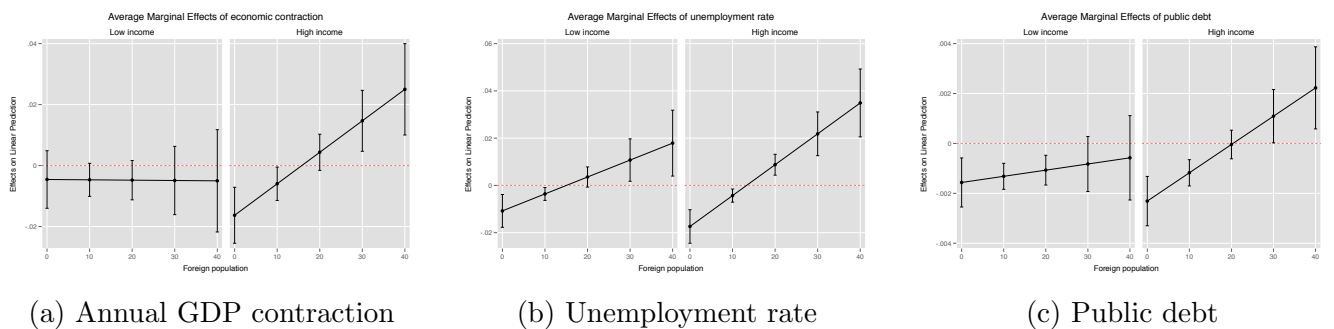 Average Marginal Effects of economic contraction
Low income
High income
Effects on Linear Prediction
.04
.02
0
-.02
0 10 20 30 40
0 10 20 30 40
Foreign population
(a) Annual GDP contraction
Average Marginal Effects of unemployment rate
Low income
High income
Effects on Linear Prediction
.06
.04
.02
0
-.02
0 10 20 30 40
0 10 20 30 40
Foreign population
(b) Unemployment rate
Average Marginal Effects of public debt
Low income
High income
Effects on Linear Prediction
.004
.002
0
-.002
-.004
0 10 20 30 40
0 10 20 30 40
Foreign population
(c) Public debt